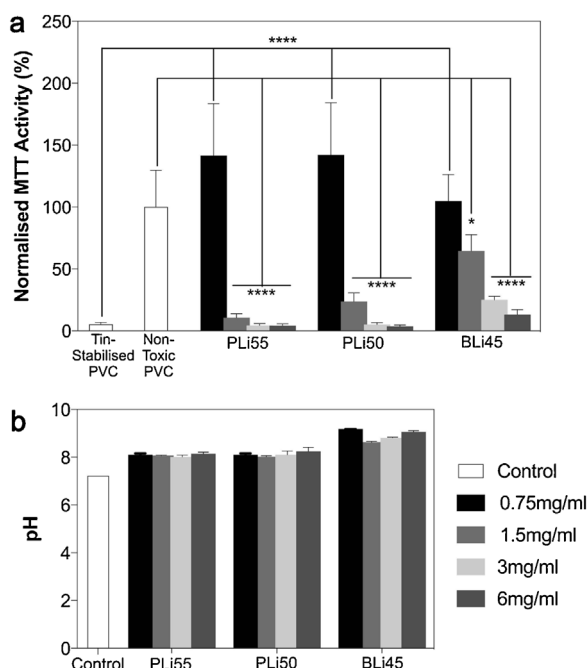 a
Normalised MTT Activity (%)
250
200
150
100
50
0
****
*
****
****
****
Tin-
Stabilised
PVC
Non-
Toxic
PVC
PLi55
PLi50
BLi45
b
pH
10
8
6
4
2
0
Control
PLi55
PLi50
BLi45
Control
0.75mg/ml
1.5mg/ml
3mg/ml
6mg/ml